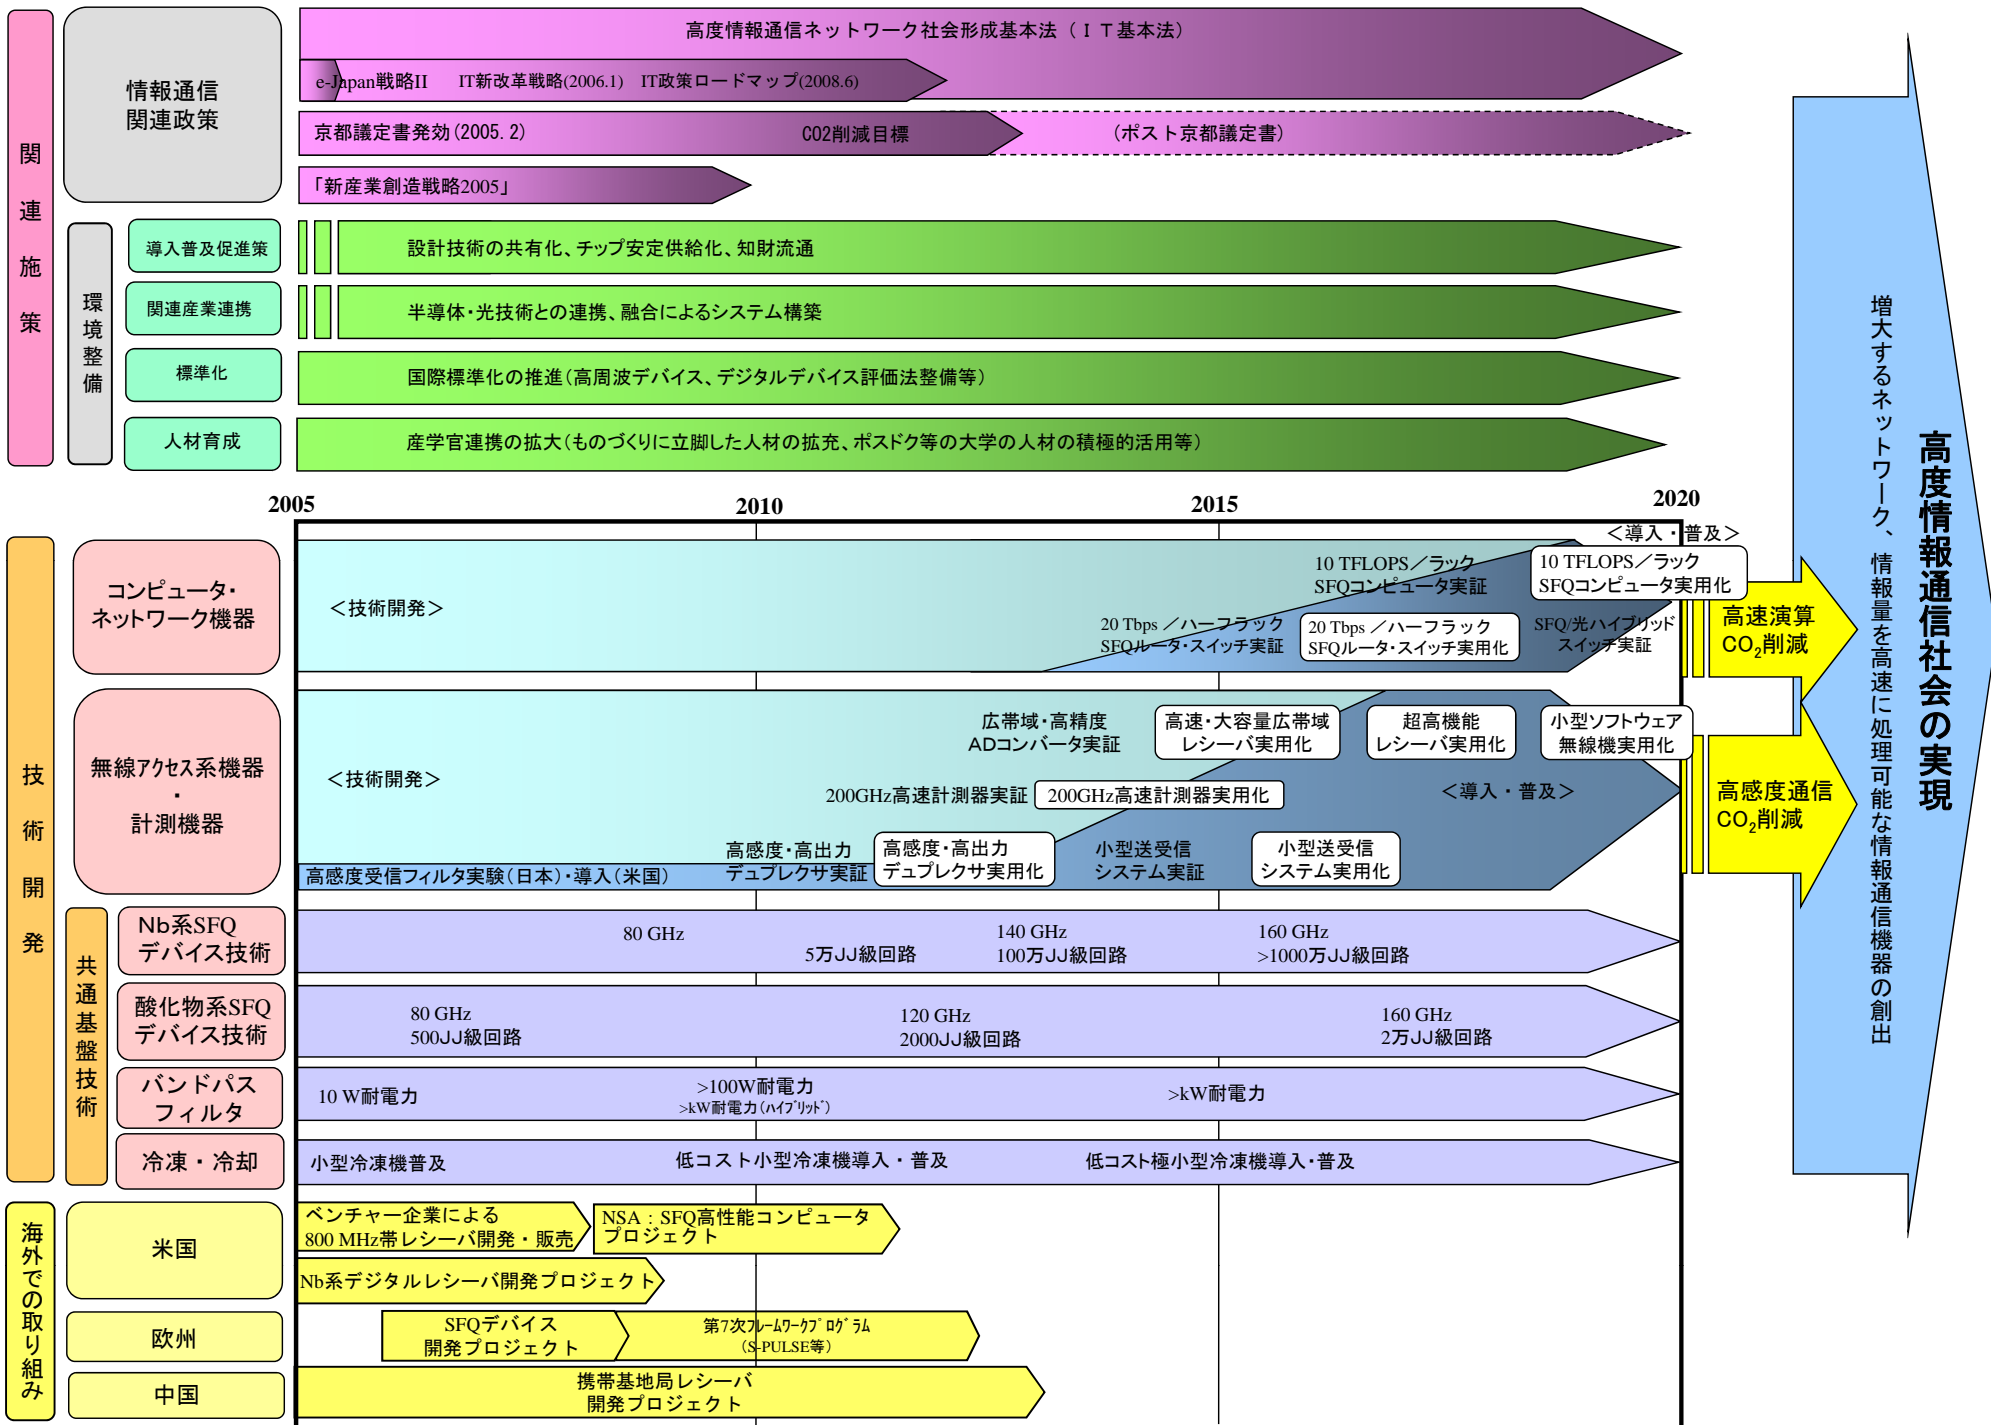 関連施策
情報通信
関連政策
高度情報通信ネットワーク社会形成基本法（ＩＴ基本法）
e-Japan戦略II IT新改革戦略(2006.1) IT政策ロードマップ(2008.6)
京都議定書発効(2005.2) CO2削減目標 (ポスト京都議定書)
「新産業創造戦略2005」
環境整備
導入普及促進策
設計技術の共有化、チップ安定供給化、知財流通
関連産業連携
半導体・光技術との連携、融合によるシステム構築
標準化
国際標準化の推進（高周波デバイス、デジタルデバイス評価法整備等）
人材育成
産学官連携の拡大（ものづくりに立脚した人材の拡充、ポスドク等の大学の人材の積極的活用等）
2005 2010 2015 2020
技術開発
コンピュータ・
ネットワーク機器
＜技術開発＞
＜導入・普及＞
10 TFLOPS／ラック
SFQコンピュータ実証
10 TFLOPS／ラック
SFQコンピュータ実用化
20 Tbps ／ハーフラック
SFQルータ・スイッチ実証
20 Tbps ／ハーフラック
SFQルータ・スイッチ実用化
SFQ/光ハイブリッド
スイッチ実証
高速演算
CO2削減
無線アクセス系機器
・
計測機器
＜技術開発＞
広帯域・高精度
ADコンバータ実証
高速・大容量広帯域
レシーバ実用化
超高機能
レシーバ実用化
小型ソフトウェア
無線機実用化
200GHz高速計測器実証
200GHz高速計測器実用化
＜導入・普及＞
高感度・高出力
デュプレクサ実証
高感度・高出力
デュプレクサ実用化
小型送受信
システム実証
小型送受信
システム実用化
高感度受信フィルタ実験（日本）・導入（米国）
高感度通信
CO2削減
共通基盤技術
Nb系SFQ
デバイス技術
80 GHz
5万JJ級回路
140 GHz
100万JJ級回路
160 GHz
>1000万JJ級回路
酸化物系SFQ
デバイス技術
80 GHz
500JJ級回路
120 GHz
2000JJ級回路
160 GHz
2万JJ級回路
バンドパス
フィルタ
10 W耐電力
>100W耐電力
>kW耐電力（ﾊｲﾌﾞﾘｯﾄﾞ）
>kW耐電力
冷凍・冷却
小型冷凍機普及
低コスト小型冷凍機導入・普及
低コスト極小型冷凍機導入・普及
海外での取り組み
米国
ベンチャー企業による
800 MHz帯レシーバ開発・販売
NSA：SFQ高性能コンピュータ
プロジェクト
Nb系デジタルレシーバ開発プロジェクト
欧州
SFQデバイス
開発プロジェクト
第7次ﾌﾚｰﾑﾜｰｸﾌﾟﾛｸﾞﾗﾑ
（S-PULSE等）
中国
携帯基地局レシーバ
開発プロジェクト
高度情報通信社会の実現
増大するネットワーク、情報量を高速に処理可能な情報通信機器の創出